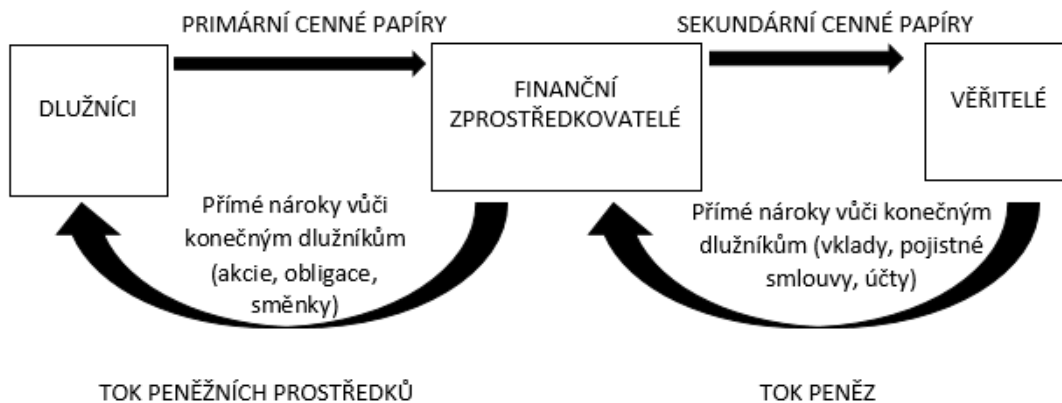 PRIMÁRNÍ CENNÉ PAPÍRY
SEKUNDÁRNÍ CENNÉ PAPÍRY
DLUŽNÍCI
FINANČNÍ
ZPROSTŘEDKOVATELÉ
VĚŘITELÉ
Přímé nároky vůči
konečným dlužníkům
(akcie, obligace,
směnky)
Přímé nároky vůči konečným
dlužníkům (vklady, pojistné
smlouvy, účty)
TOK PENĚŽNÍCH PROSTŘEDKŮ
TOK PENĚZ